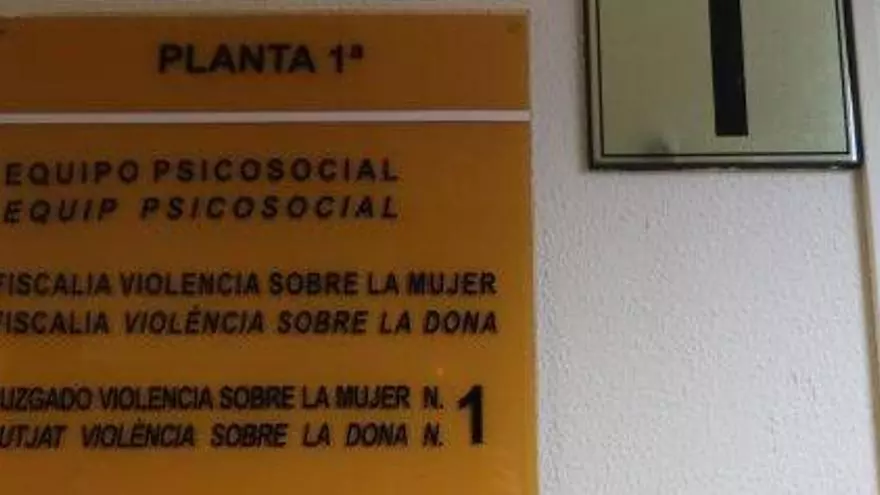 PLANTA 1ª
EQUIPO PSICOSOCIAL
EQUIP PSICOSOCIAL
FISCALIA VIOLENCIA SOBRE LA MUJER
FISCALIA VIOLÈNCIA SOBRE LA DONA
UZGADO VIOLENCIA SOBRE LA MUJER N. 1
UTJAT VIOLÈNCIA SOBRE LA DONA N.